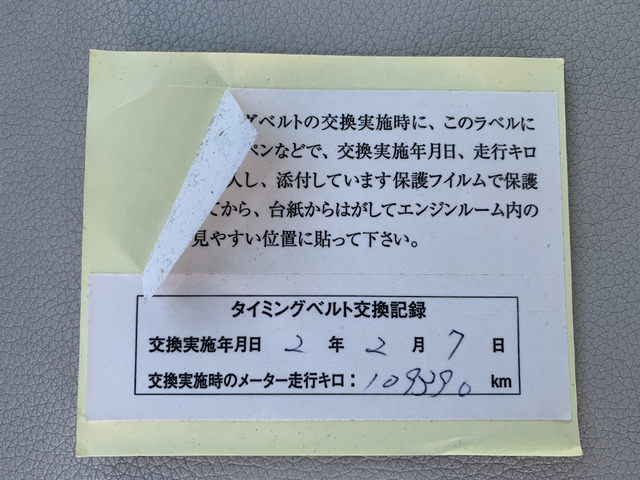 グベルトの交換実施時に、このラベルに
ペンなどで、交換実施年月日、走行キロ
入し、添付しています保護フイルムで保護
てから、台紙からはがしてエンジンルーム内の
見やすい位置に貼って下さい。
タイミングベルト交換記録
交換実施年月日 2 年 2 月 7 日
交換実施時のメーター走行キロ： km